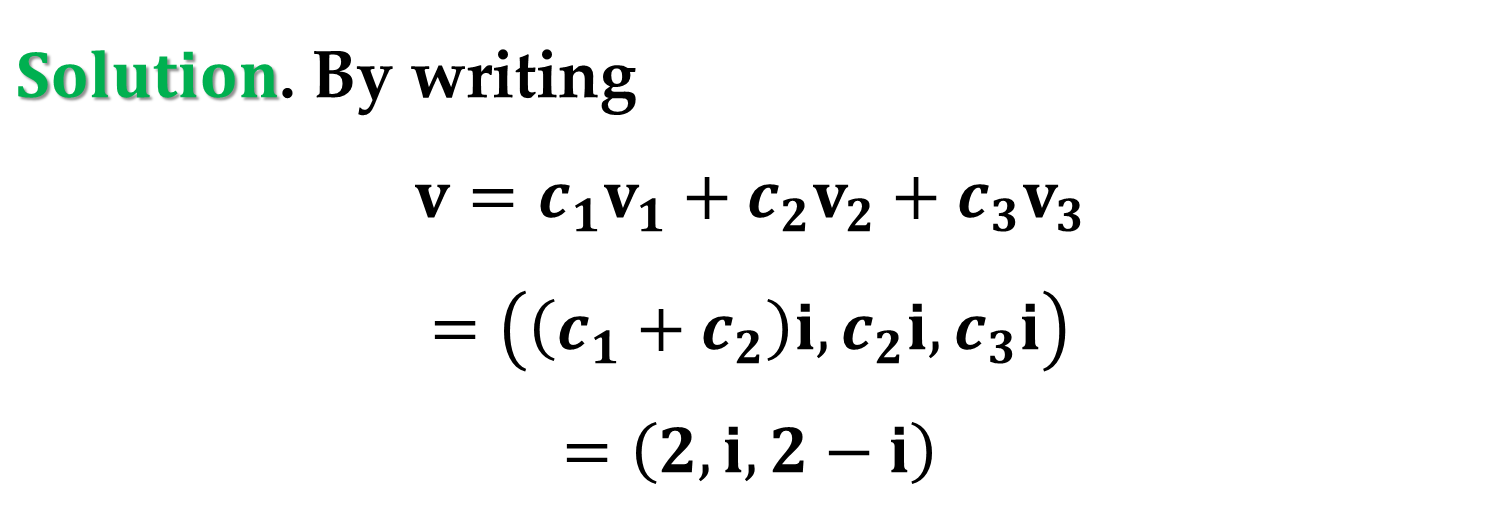 Solution. By writing
v = c₁v₁ + c₂v₂ + c₃v₃
= ((c₁ + c₂)i, c₂i, c₃i)
= (2, i, 2 − i)